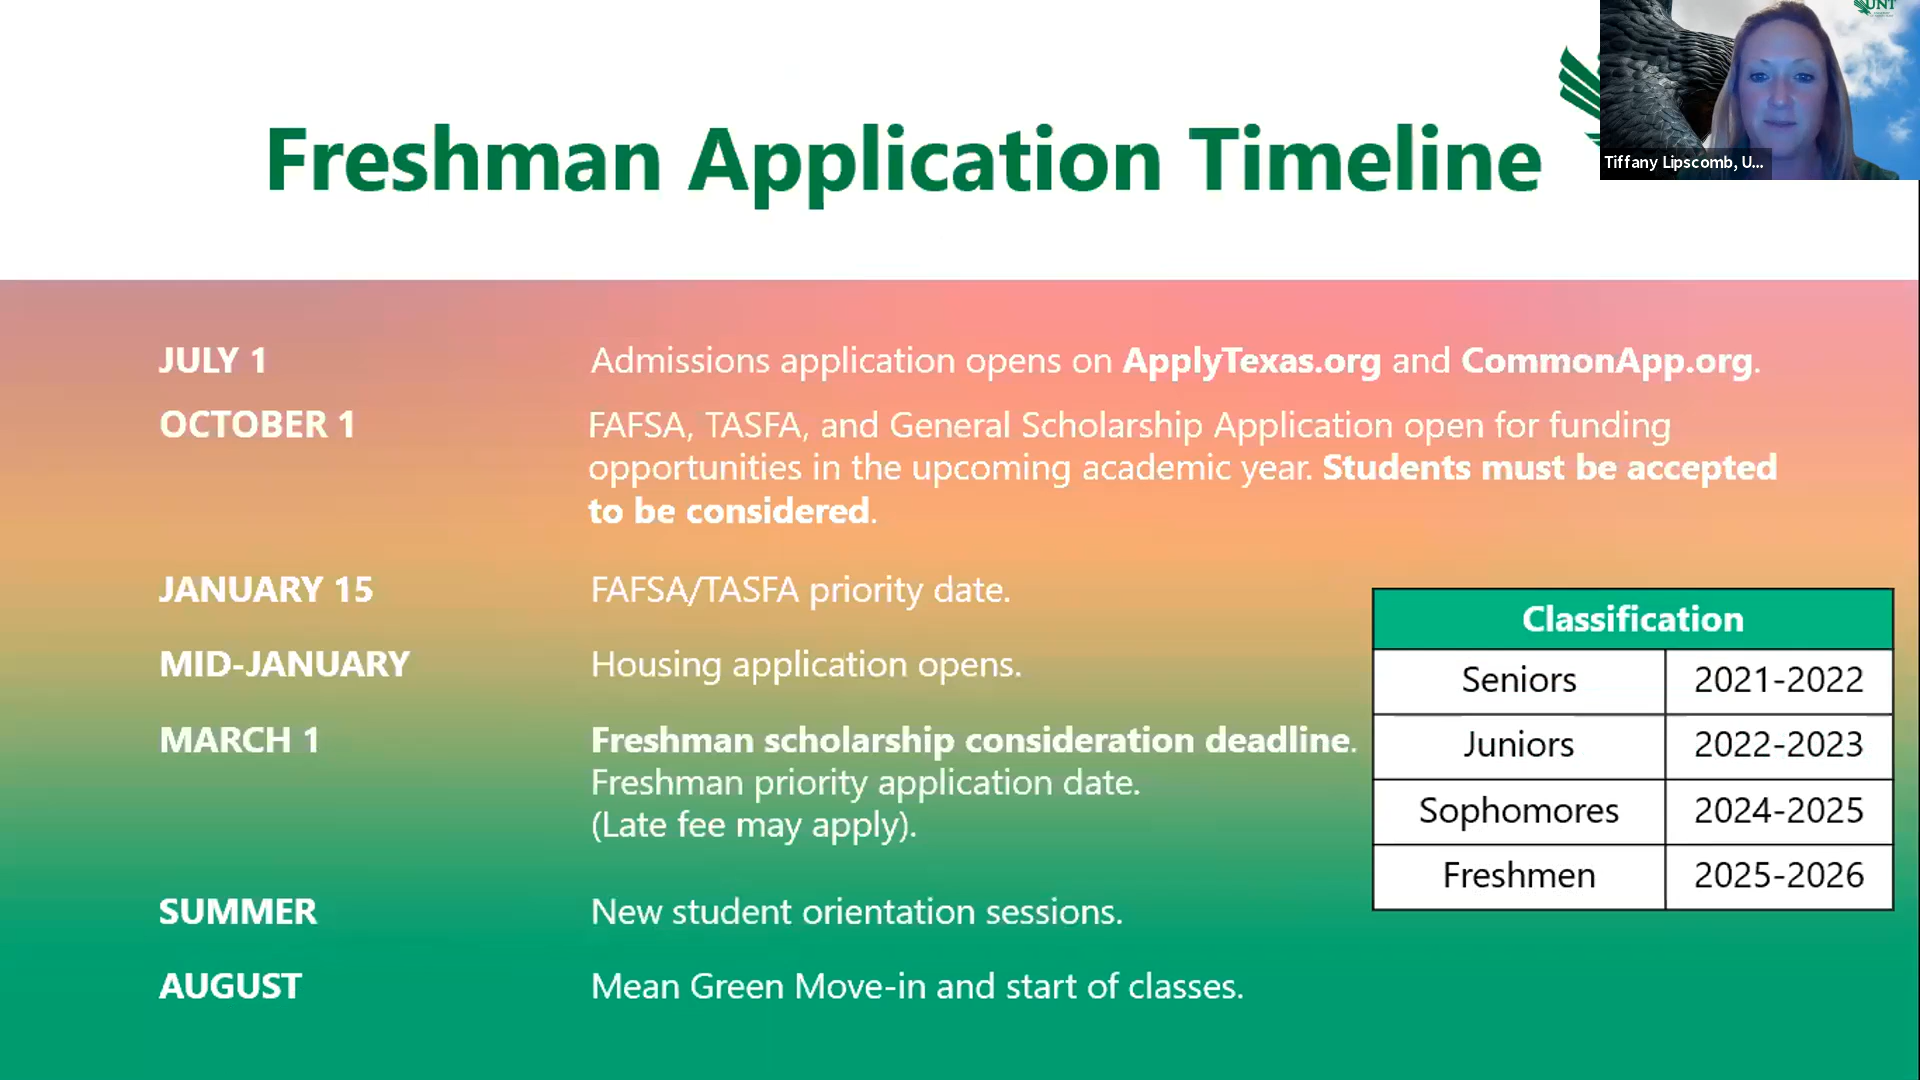 UNT
Tiffany Lipscomb, U...
Freshman Application Timeline
JULY 1
Admissions application opens on ApplyTexas.org and CommonApp.org.
OCTOBER 1
FAFSA, TASFA, and General Scholarship Application open for funding
opportunities in the upcoming academic year. Students must be accepted
to be considered.
JANUARY 15
FAFSA/TASFA priority date.
MID-JANUARY
Housing application opens.
MARCH 1
Freshman scholarship consideration deadline.
Freshman priority application date.
(Late fee may apply).
SUMMER
New student orientation sessions.
AUGUST
Mean Green Move-in and start of classes.
Classification
Seniors 2021-2022
Juniors 2022-2023
Sophomores 2024-2025
Freshmen 2025-2026